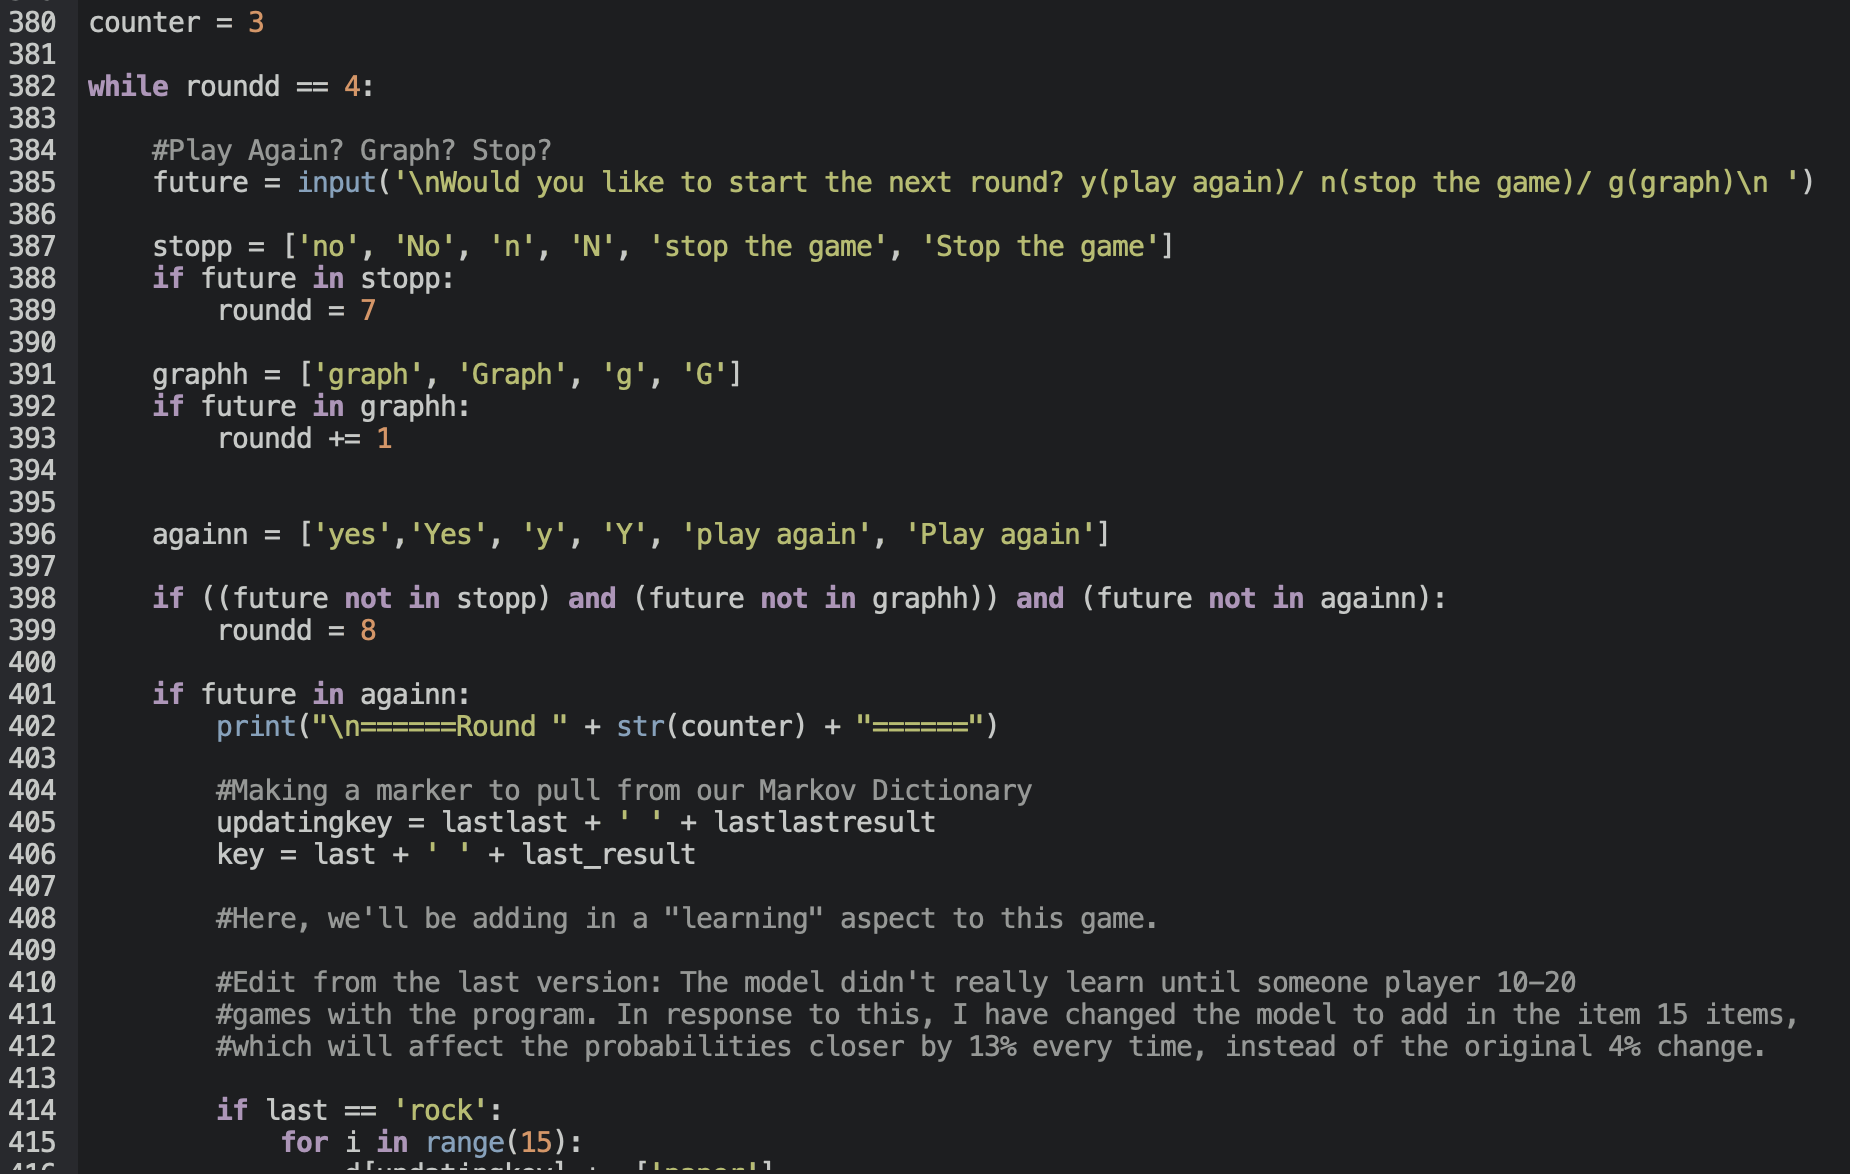 380 counter = 3
381
382 while roundd == 4:
383
384 #Play Again? Graph? Stop?
385 future = input('\nWould you like to start the next round? y(play again)/ n(stop the game)/ g(graph)\n ')
386
387 stopp = ['no', 'No', 'n', 'N', 'stop the game', 'Stop the game']
388 if future in stopp:
389 roundd = 7
390
391 graphh = ['graph', 'Graph', 'g', 'G']
392 if future in graphh:
393 roundd += 1
394
395
396 againn = ['yes','Yes', 'y', 'Y', 'play again', 'Play again']
397
398 if ((future not in stopp) and (future not in graphh)) and (future not in againn):
399 roundd = 8
400
401 if future in againn:
402 print("\n======Round " + str(counter) + "======")
403
404 #Making a marker to pull from our Markov Dictionary
405 updatingkey = lastlast + ' ' + lastlastresult
406 key = last + ' ' + last_result
407
408 #Here, we'll be adding in a "learning" aspect to this game.
409
410 #Edit from the last version: The model didn't really learn until someone player 10-20
411 #games with the program. In response to this, I have changed the model to add in the item 15 items,
412 #which will affect the probabilities closer by 13% every time, instead of the original 4% change.
413
414 if last == 'rock':
415 for i in range(15):